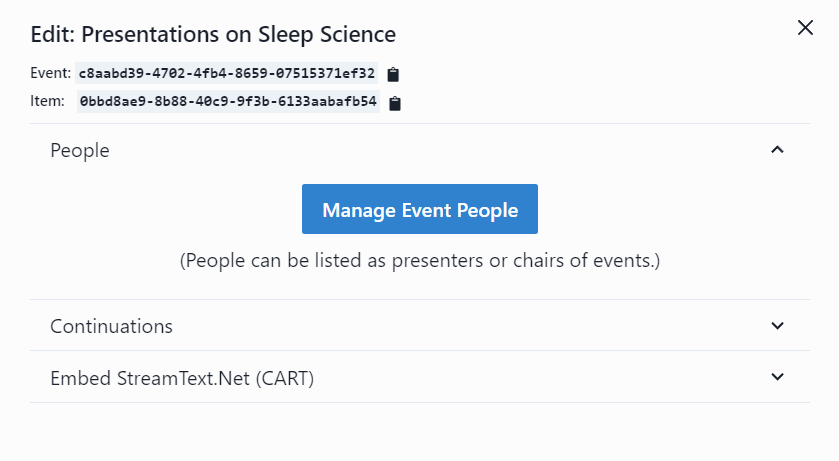 Edit: Presentations on Sleep Science
Event: c8aabd39-4702-4fb4-8659-07515371ef32
Item: 0bbd8ae9-8b88-40c9-9f3b-6133aabafb54
People
Manage Event People
(People can be listed as presenters or chairs of events.)
Continuations
Embed StreamText.Net (CART)